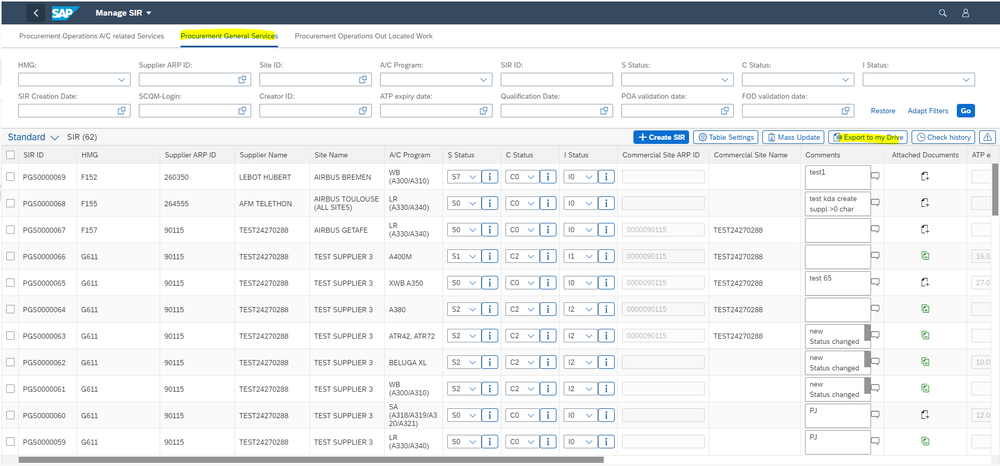 SAP Manage SIR
Procurement Operations A/C related Services Procurement General Services Procurement Operations Out Located Work
HMG: Supplier ARP ID: Site ID: A/C Program: SIR ID: S Status: C Status: I Status:
SIR Creation Date: SCQM-Login: Creator ID: ATP expiry date: Qualification Date: POA validation date: FOD validation date:
Restore Adapt Filters Go
Standard SIR (62) Create SIR Table Settings Mass Update Export to my Drive Check history
SIR ID HMG Supplier ARP ID Supplier Name Site Name A/C Program S Status C Status I Status Commercial Site ARP ID Commercial Site Name Comments Attached Documents ATP e
PGS0000069 F152 260350 LEBOT HUBERT AIRBUS BREMEN WB (A300/A310) S7 i C0 i I0 i test1
PGS0000068 F155 264555 AFM TELETHON AIRBUS TOULOUSE (ALL SITES) LR (A330/A340) S0 i C0 i I0 i test kda create suppl >0 char
PGS0000067 F157 90115 TEST24270288 AIRBUS GETAFE LR (A330/A340) S0 i C0 i I0 i 0000090115 TEST24270288
PGS0000066 G611 90115 TEST24270288 TEST SUPPLIER 3 A400M S1 i C2 i I1 i 0000090115 TEST24270288 16.0
PGS0000065 G611 90115 TEST24270288 TEST SUPPLIER 3 XWB A350 S0 i C0 i I0 i 0000090115 TEST24270288 test 65 27.0
PGS0000064 G611 90115 TEST24270288 TEST SUPPLIER 3 A380 S2 i C2 i I2 i 0000090115 TEST24270288
PGS0000063 G611 90115 TEST24270288 TEST SUPPLIER 3 ATR42, ATR72 S2 i C2 i I2 i 0000090115 TEST24270288 new Status changed
PGS0000062 G611 90115 TEST24270288 TEST SUPPLIER 3 BELUGA XL S2 i C2 i I2 i new Status changed 10.0
PGS0000061 G611 90115 TEST24270288 TEST SUPPLIER 3 WB (A300/A310) S2 i C2 i I2 i new Status changed
PGS0000060 G611 90115 TEST24270288 TEST SUPPLIER 3 SA (A318/A319/A320/A321) S0 i C0 i I0 i PJ 12.0
PGS0000059 G611 90115 TEST24270288 TEST SUPPLIER 3 LR (A330/A340) S0 i C0 i I0 i PJ